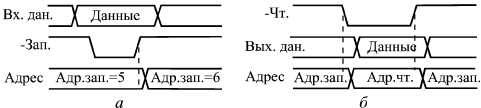 Вх. дан. Данные
-Зап.
Адрес Адр.зап.=5 Адр.зап.=6
а
-Чт.
Вых. дан. Данные
Адрес Адр.зап. Адр.чт. Адр.зап.
б